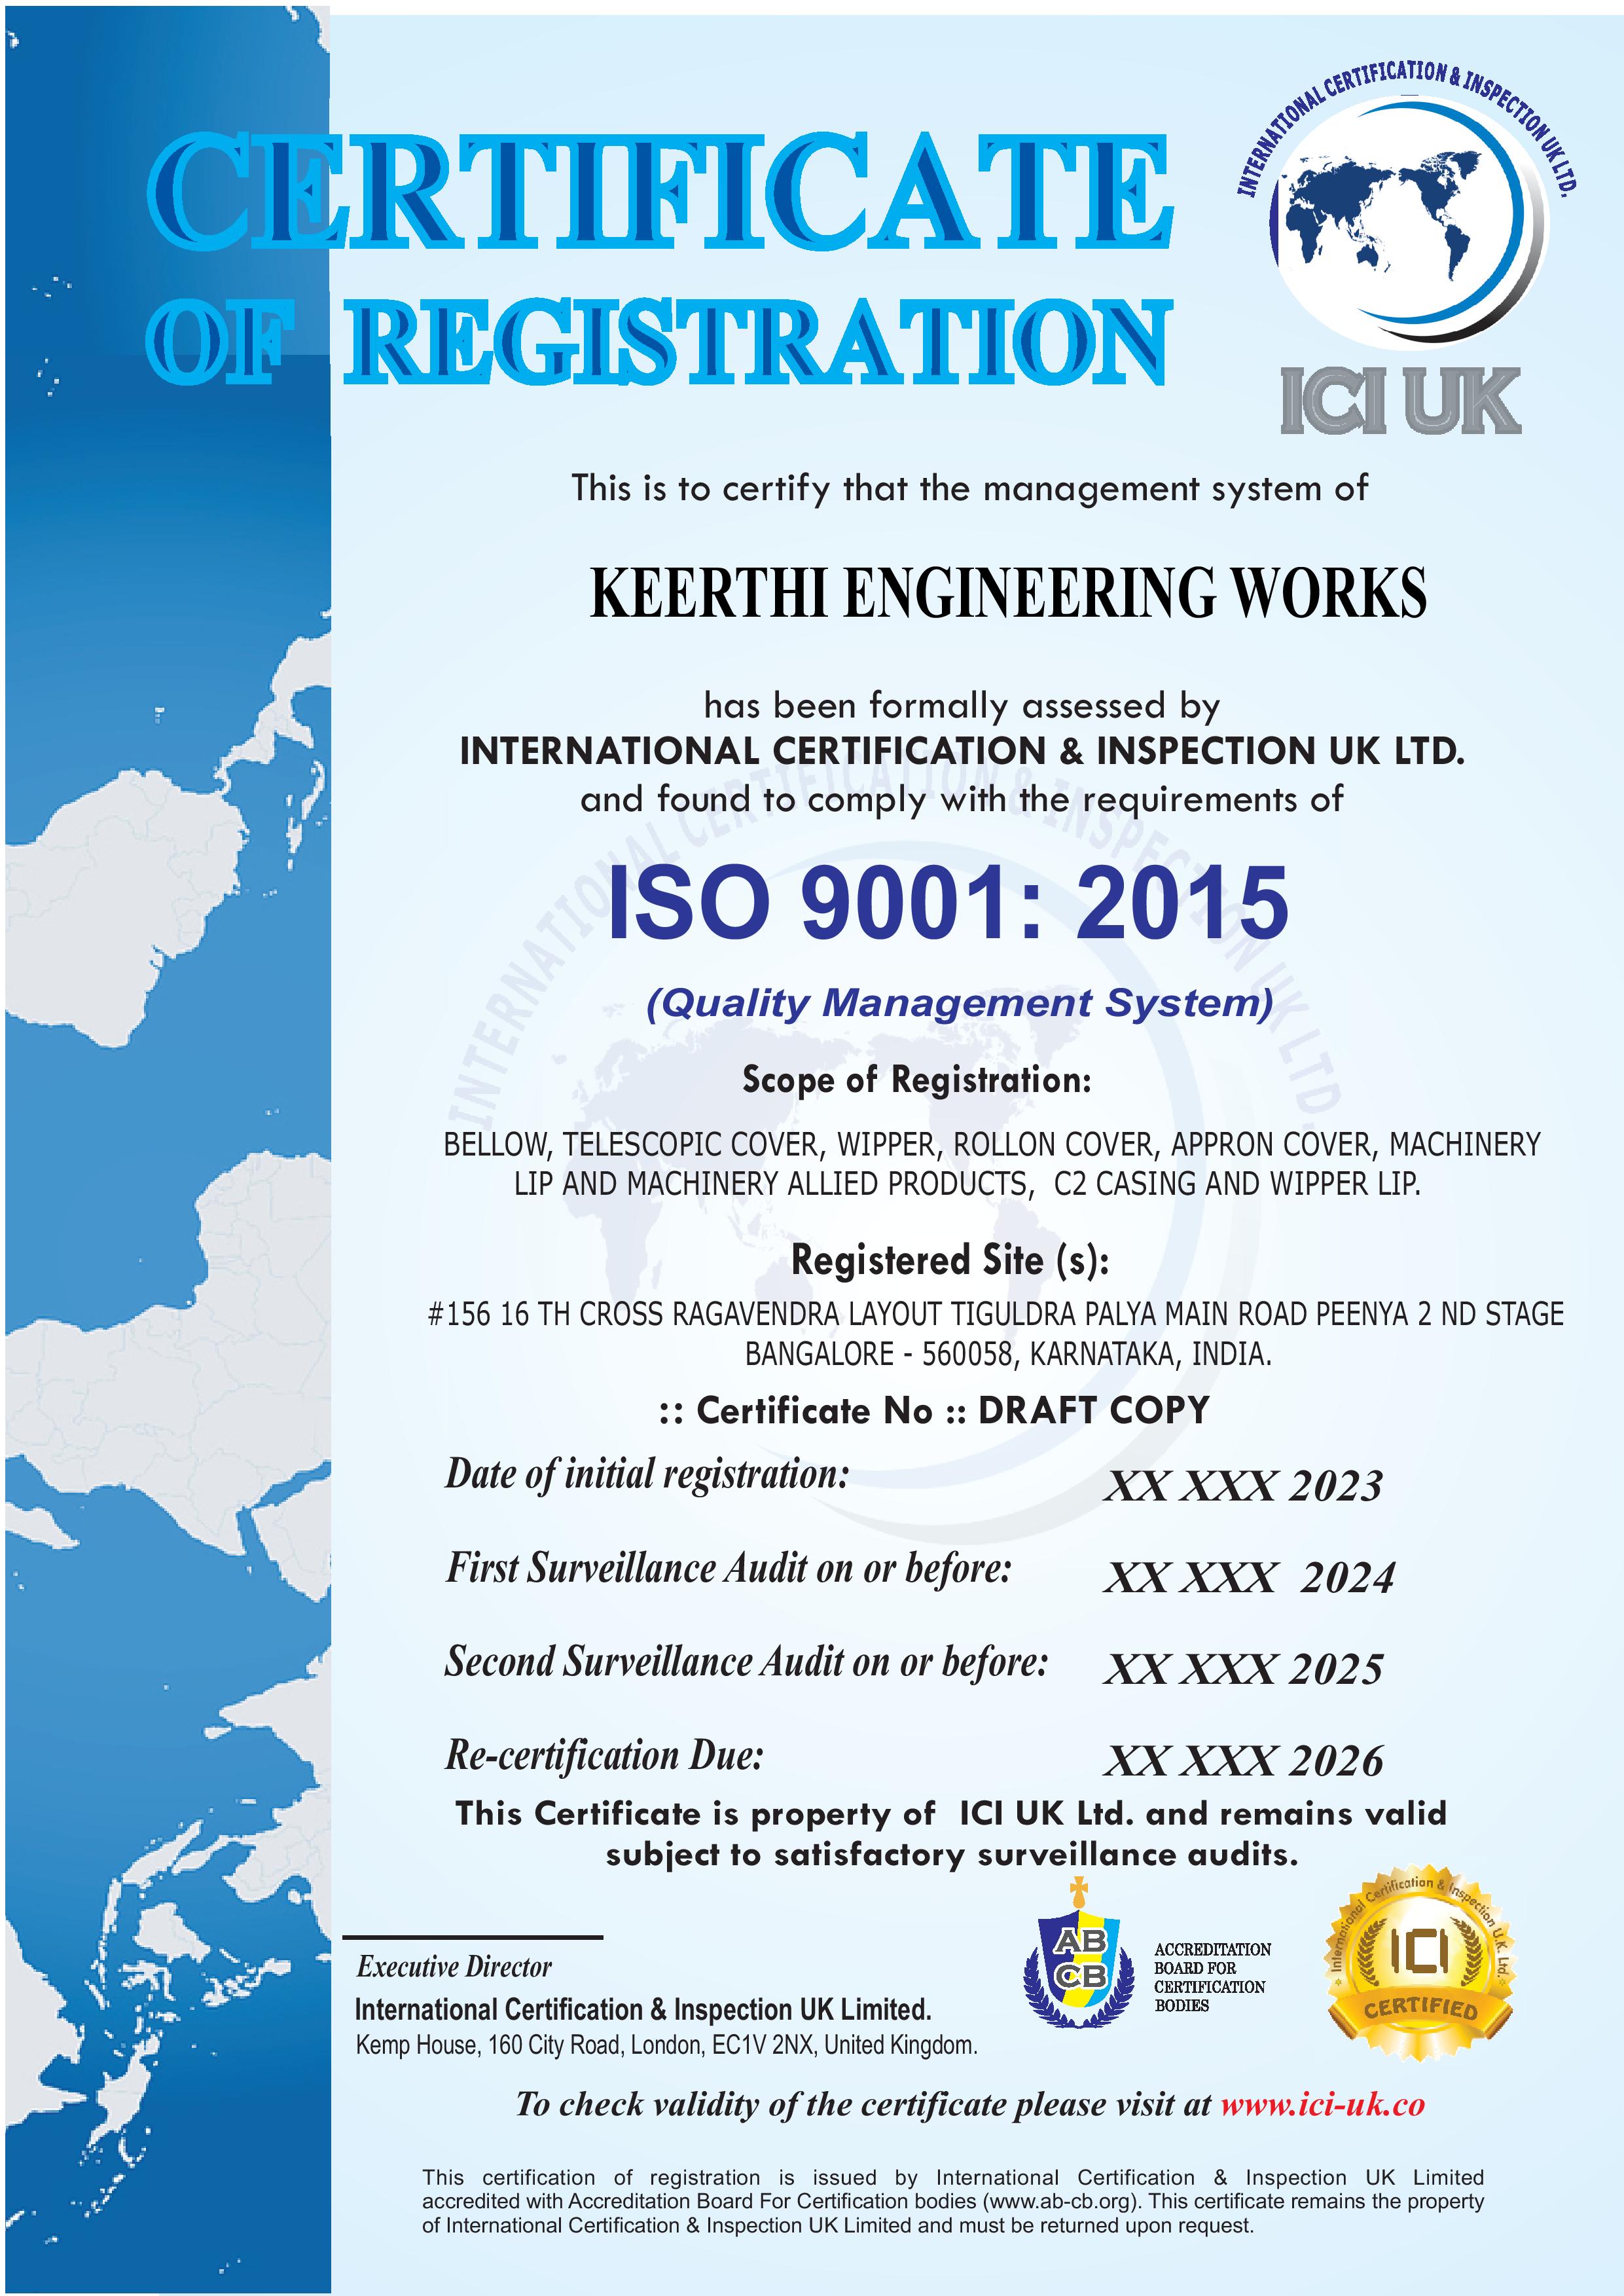 CERTIFICATE
OF REGISTRATION
INTERNATIONAL CERTIFICATION & INSPECTION UK LTD.
ICI UK
This is to certify that the management system of
KEERTHI ENGINEERING WORKS
has been formally assessed by
INTERNATIONAL CERTIFICATION & INSPECTION UK LTD.
and found to comply with the requirements of
INTERNATIONAL CERTIFICATION & INSPECTION UK LTD.
ISO 9001: 2015
(Quality Management System)
Scope of Registration:
BELLOW, TELESCOPIC COVER, WIPPER, ROLLON COVER, APPRON COVER, MACHINERY
LIP AND MACHINERY ALLIED PRODUCTS, C2 CASING AND WIPPER LIP.
Registered Site (s):
#156 16 TH CROSS RAGAVENDRA LAYOUT TIGULDRA PALYA MAIN ROAD PEENYA 2 ND STAGE
BANGALORE - 560058, KARNATAKA, INDIA.
:: Certificate No :: DRAFT COPY
Date of initial registration: XX XXX 2023
First Surveillance Audit on or before: XX XXX 2024
Second Surveillance Audit on or before: XX XXX 2025
Re-certification Due: XX XXX 2026
This Certificate is property of ICI UK Ltd. and remains valid
subject to satisfactory surveillance audits.
Executive Director
International Certification & Inspection UK Limited.
Kemp House, 160 City Road, London, EC1V 2NX, United Kingdom.
AB
CB
ACCREDITATION
BOARD FOR
CERTIFICATION
BODIES
International Certification & Inspection U.K. Ltd.
ICI
CERTIFIED
To check validity of the certificate please visit at www.ici-uk.co
This certification of registration is issued by International Certification & Inspection UK Limited
accredited with Accreditation Board For Certification bodies (www.ab-cb.org). This certificate remains the property
of International Certification & Inspection UK Limited and must be returned upon request.